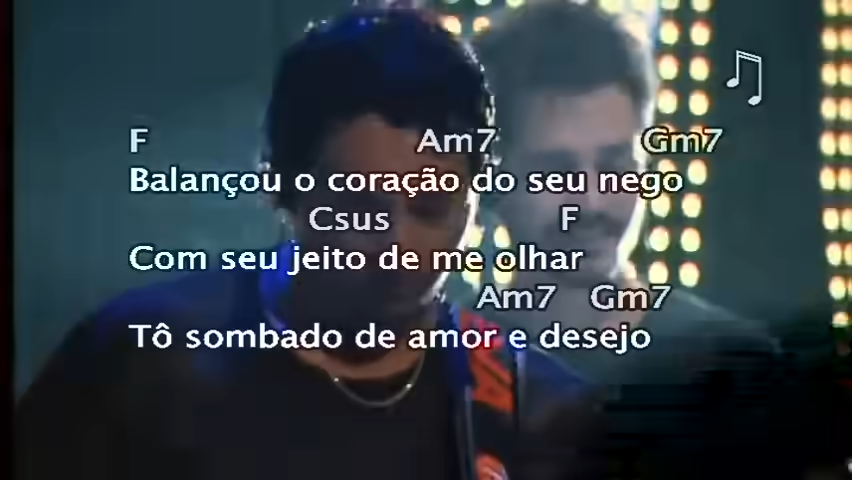 F Am7 Gm7
Balançou o coração do seu nego
Csus F
Com seu jeito de me olhar
Am7 Gm7
Tô sombado de amor e desejo